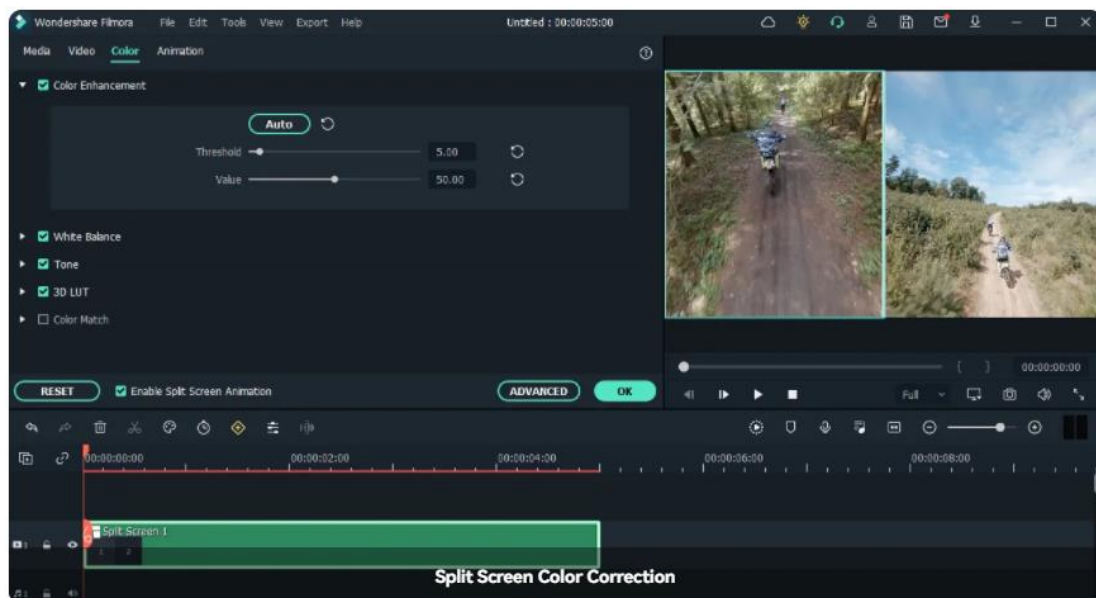 Wondershare Filmora File Edit Tools View Export Help Untitled : 00:00:05:00
Media Video Color Animation
Color Enhancement
Auto
Threshold 5.00
Value 50.00
White Balance
Tone
3D LUT
Color Match
RESET Enable Split Screen Animation ADVANCED OK
00:00:00:00
Full
00:00:00:00 00:00:02:00 00:00:04:00 00:00:06:00 00:00:08:00
Split Screen 1
1 2
Split Screen Color Correction